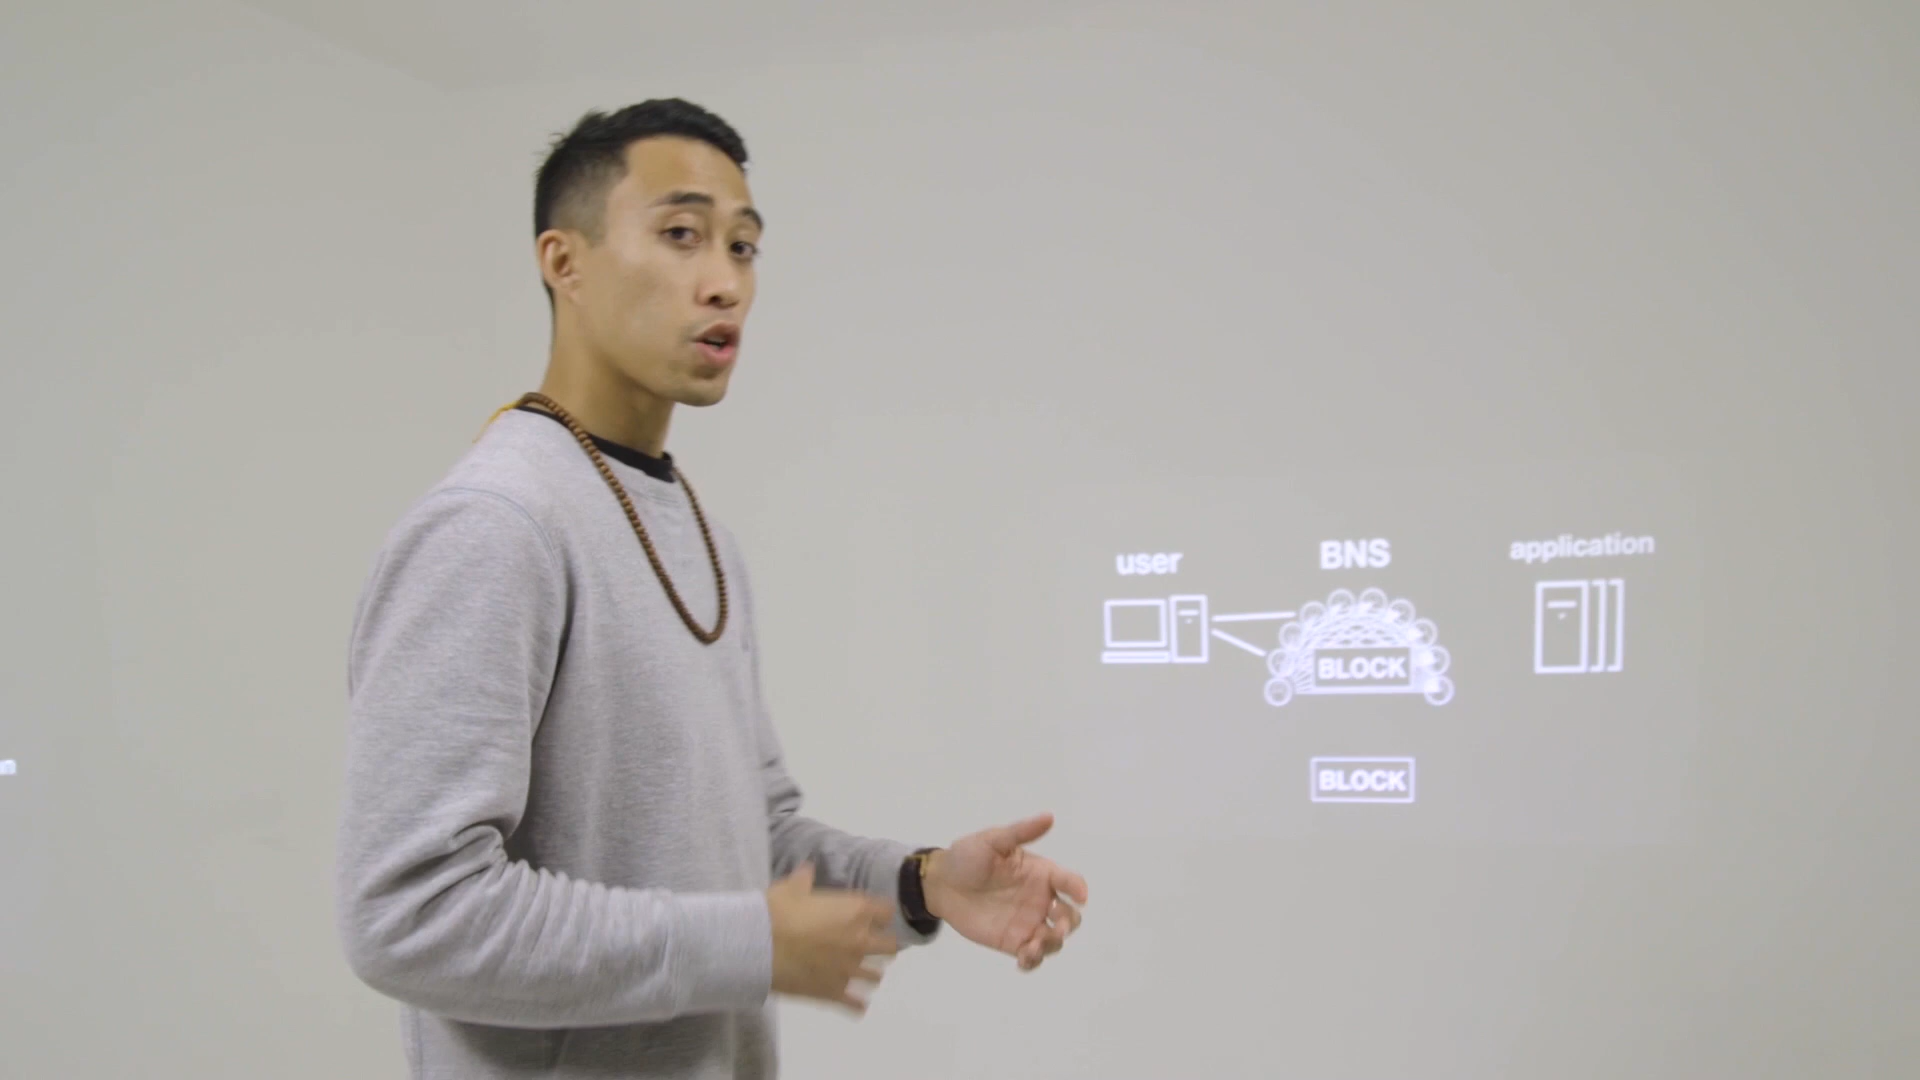 user
BNS
application
BLOCK
BLOCK